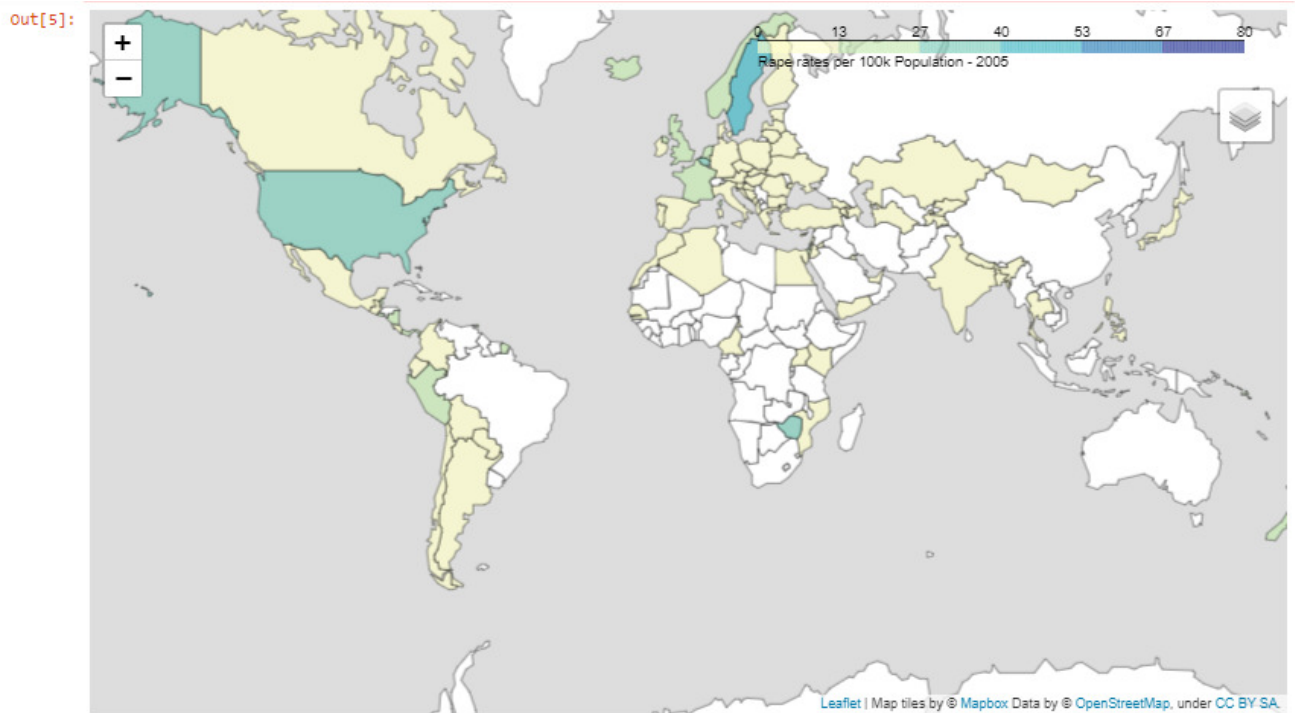 Out[5]:
+
−
0 13 27 40 53 67 80
Rape rates per 100k Population - 2005
Leaflet | Map tiles by © Mapbox Data by © OpenStreetMap, under CC BY SA.